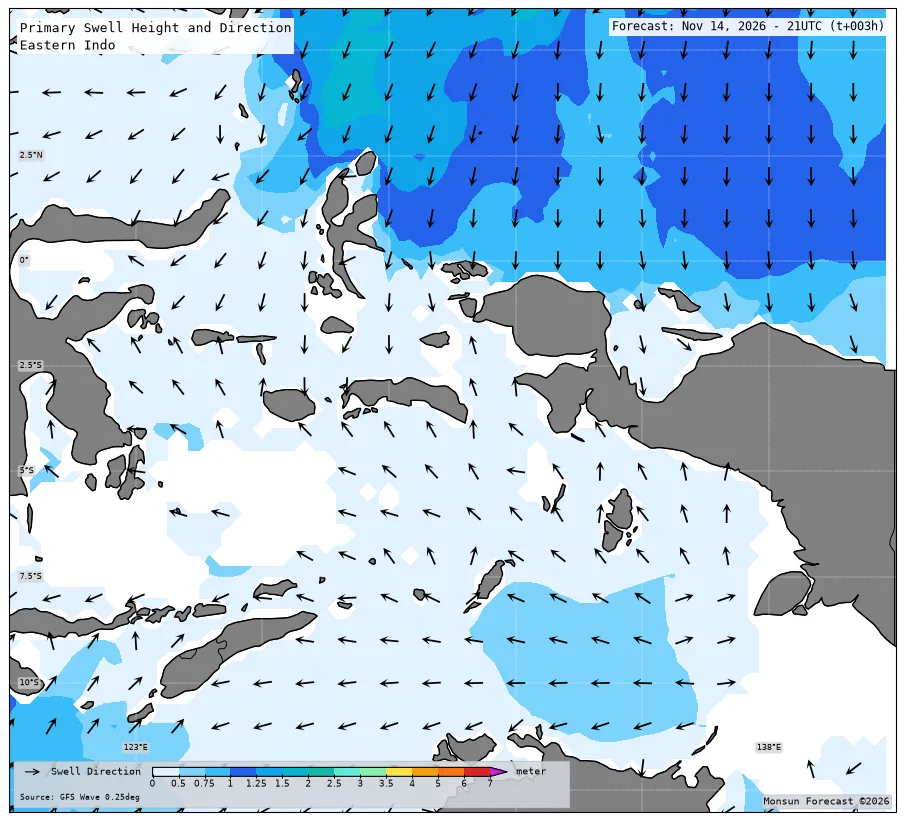 Primary Swell Height and Direction
Eastern Indo
Forecast: Nov 14, 2026 - 21UTC (t+003h)
2.5°N
0°
2.5°S
5°S
7.5°S
10°S
123°E
138°E
Swell Direction
meter
0 0.5 0.75 1 1.25 1.5 2 2.5 3 3.5 4 5 6 7
Source: GFS Wave 0.25deg
Monsun Forecast ©2026